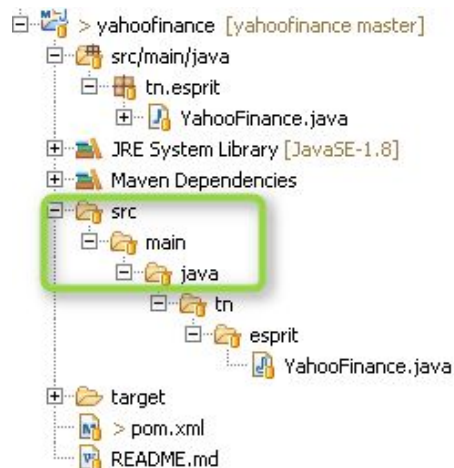 > yahoofinance [yahoofinance master]
src/main/java
tn.esprit
YahooFinance.java
JRE System Library [JavaSE-1.8]
Maven Dependencies
src
main
java
tn
esprit
YahooFinance.java
target
> pom.xml
README.md